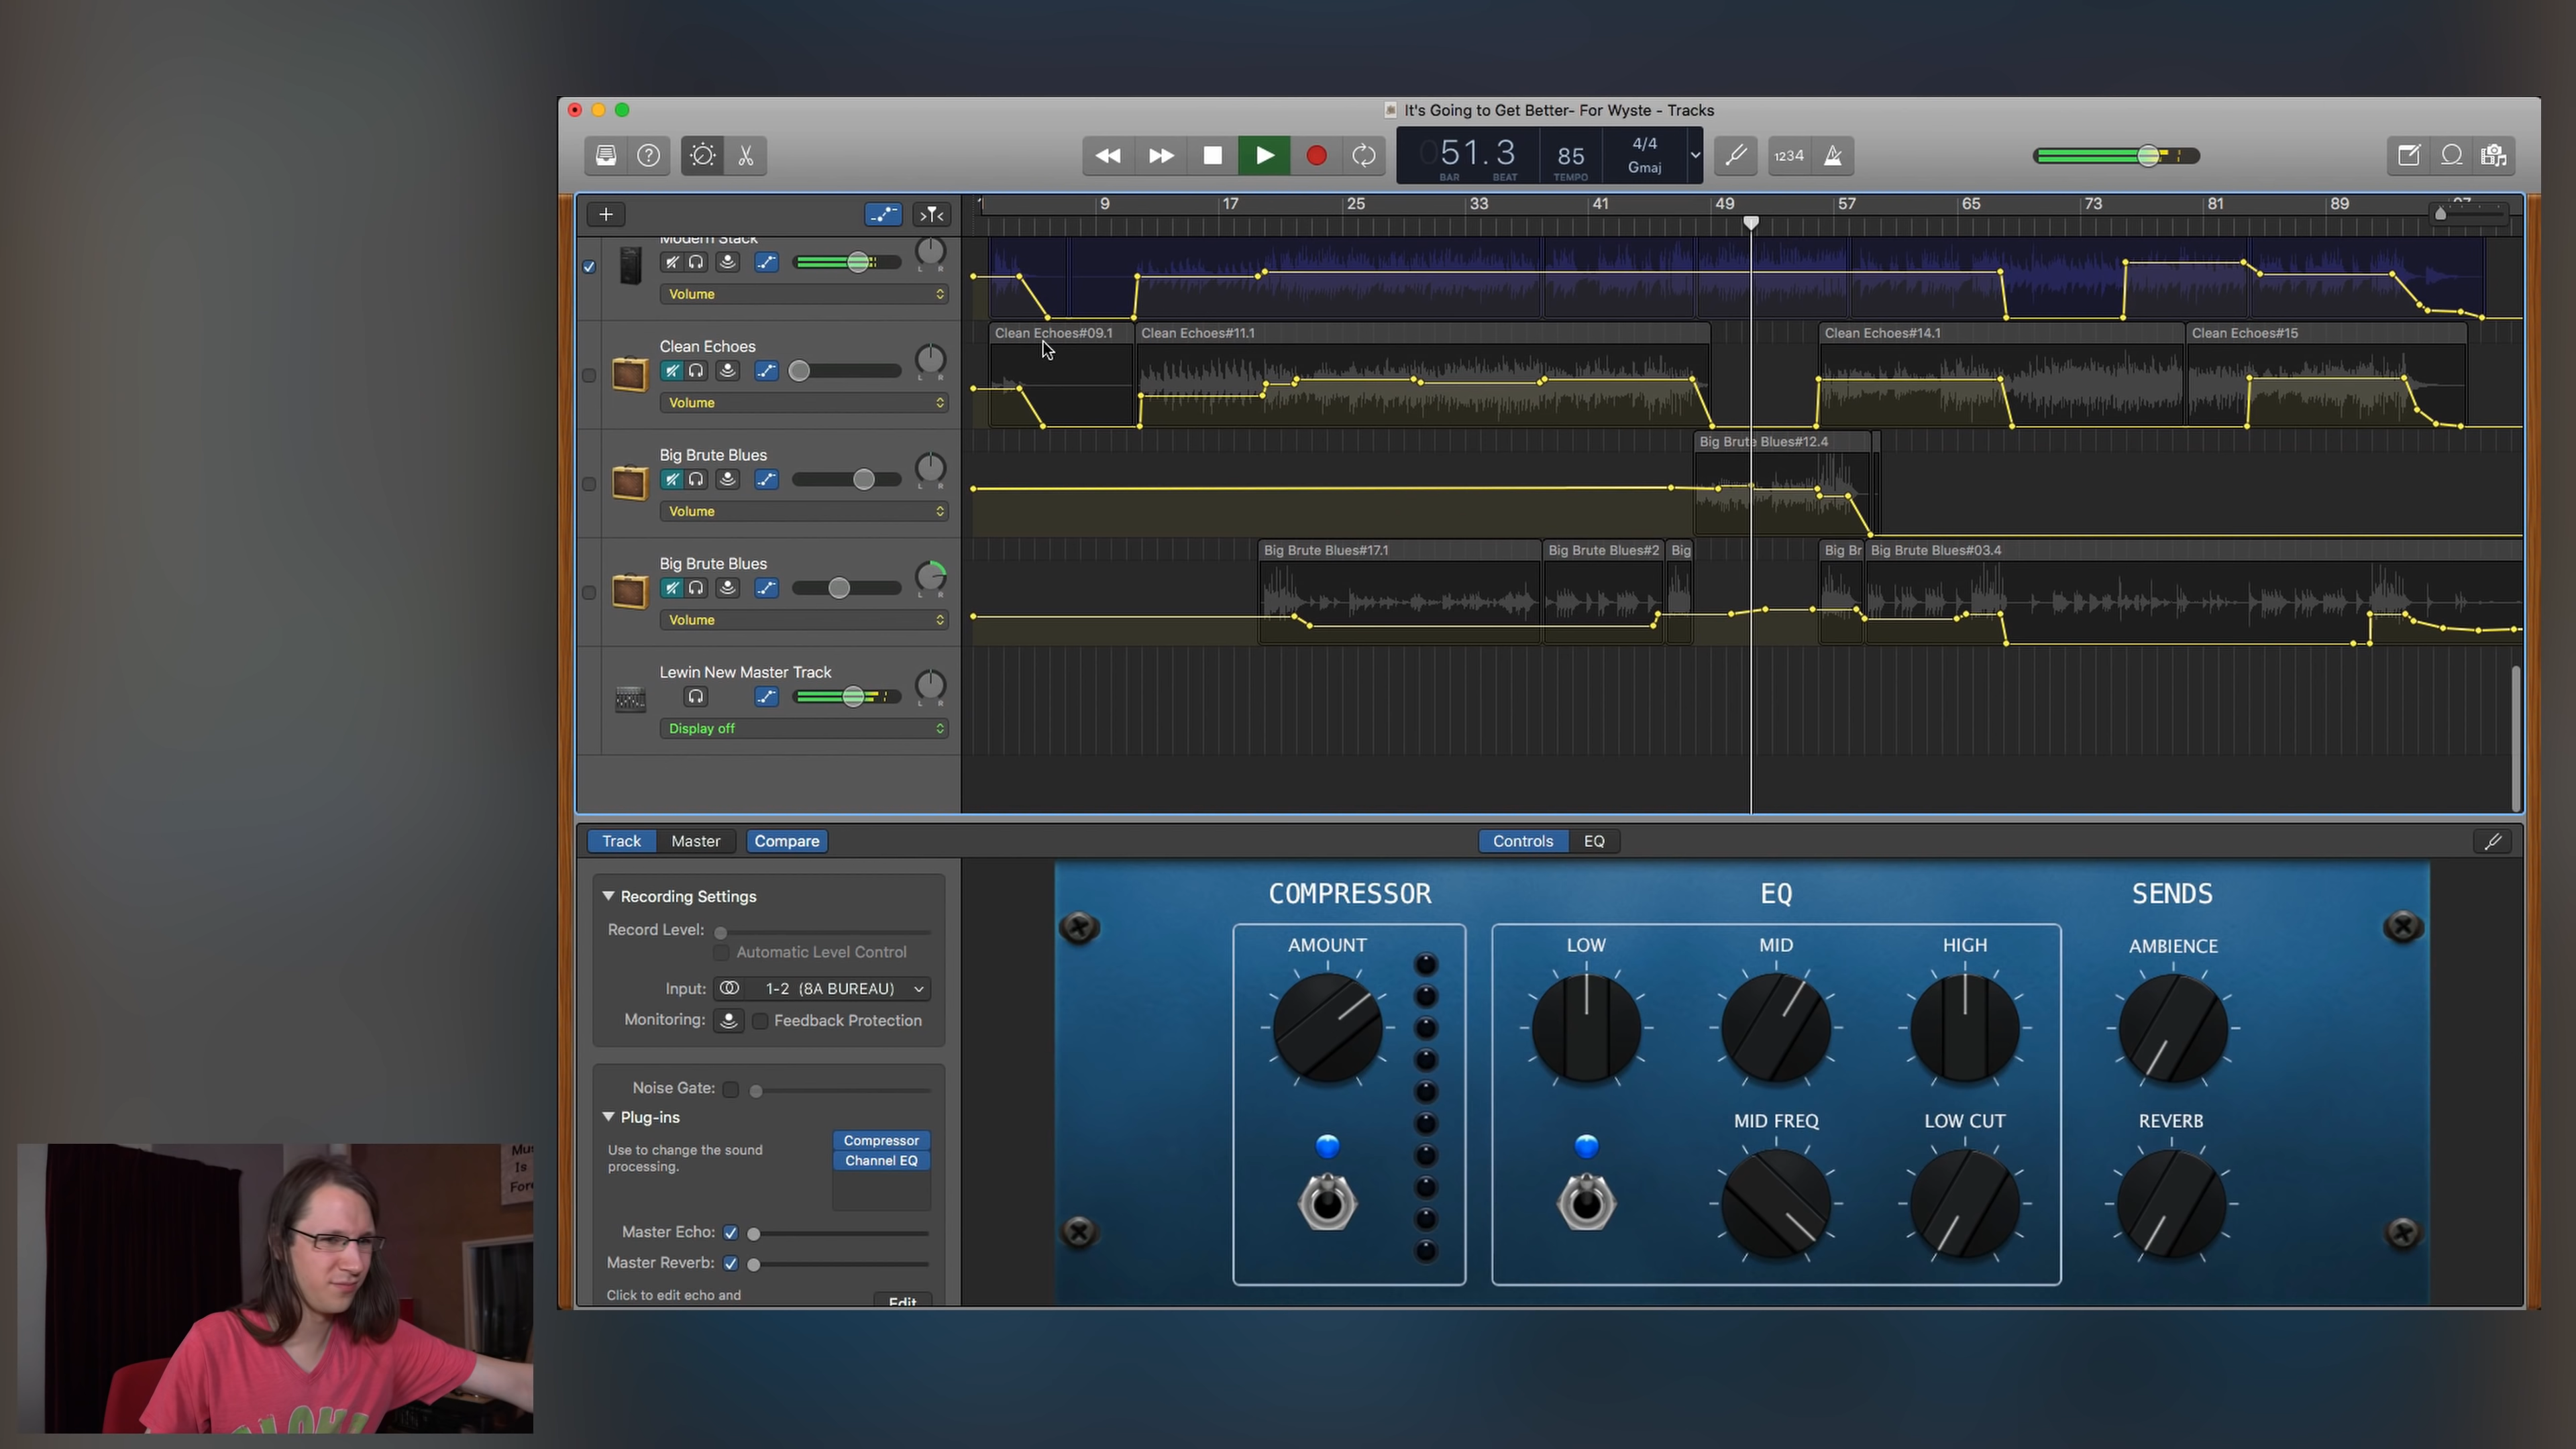 It's Going to Get Better- For Wyste - Tracks
051.3
BAR BEAT
85
TEMPO
4/4
Gmaj
1234
9 17 25 33 41 49 57 65 73 81 89 97
Modern Stack
L R
Volume
Clean Echoes
L R
Volume
Big Brute Blues
L R
Volume
Big Brute Blues
L R
Volume
Lewin New Master Track
L R
Display off
Clean Echoes#09.1
Clean Echoes#11.1
Clean Echoes#14.1
Clean Echoes#15
Big Brute Blues#12.4
Big Brute Blues#17.1
Big Brute Blues#2
Big
Big Br
Big Brute Blues#03.4
Track
Master
Compare
Controls
EQ
Recording Settings
Record Level:
Automatic Level Control
Input: 1-2 (8A BUREAU)
Monitoring: Feedback Protection
Noise Gate:
Plug-ins
Use to change the sound
processing.
Compressor
Channel EQ
Master Echo:
Master Reverb:
Click to edit echo and
Edit
COMPRESSOR
AMOUNT
EQ
LOW
MID
HIGH
MID FREQ
LOW CUT
SENDS
AMBIENCE
REVERB
Mu
Is
Fore